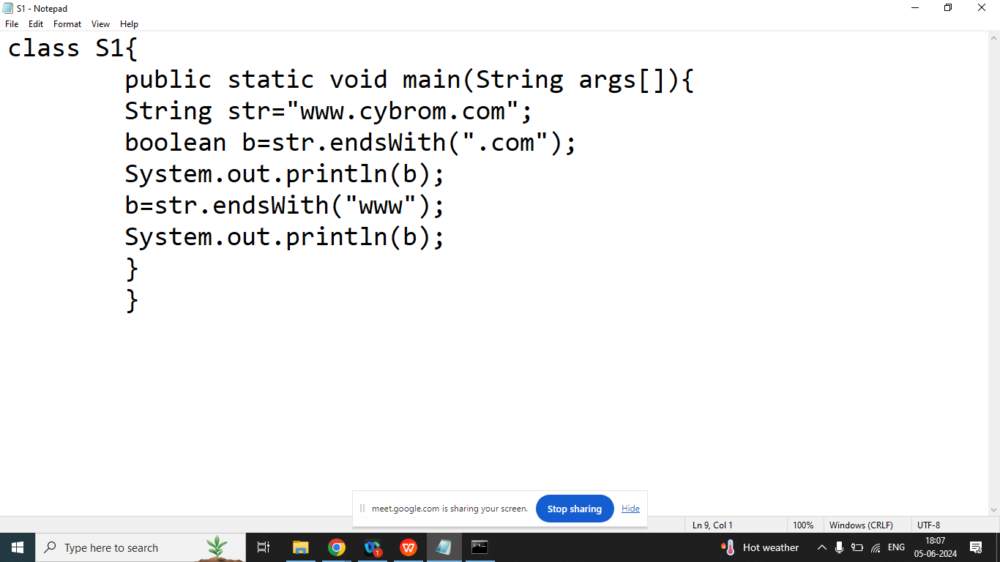 S1 - Notepad
File Edit Format View Help
class S1{
public static void main(String args[]){
String str="www.cybrom.com";
boolean b=str.endsWith(".com");
System.out.println(b);
b=str.endsWith("www");
System.out.println(b);
}
}
meet.google.com is sharing your screen. Stop sharing Hide
Ln 9, Col 1 100% Windows (CRLF) UTF-8
Type here to search 1 W C:\. Hot weather ENG 18:07
05-06-2024